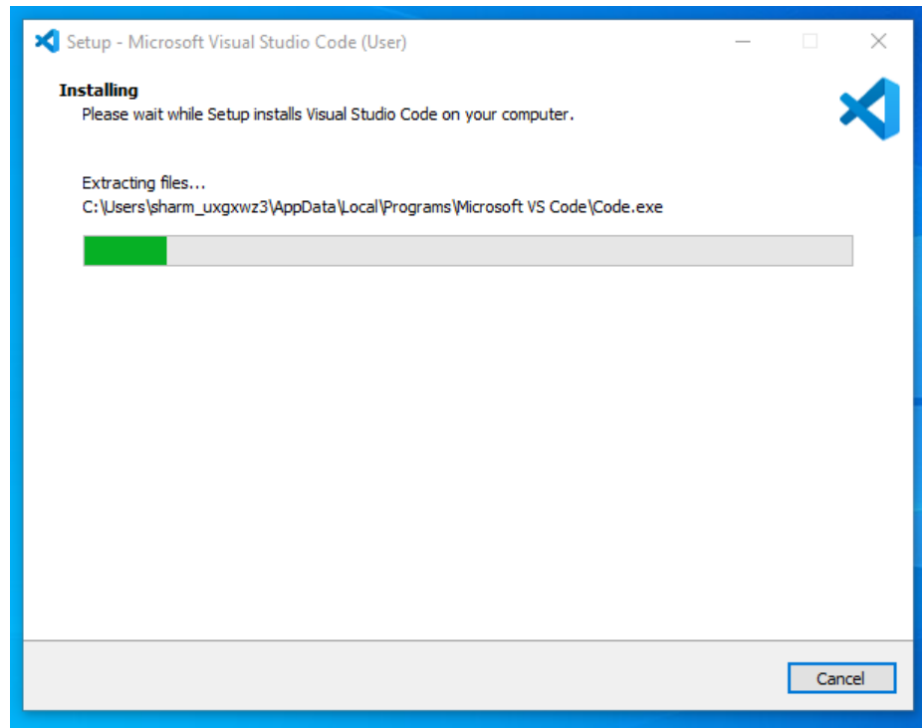 Setup - Microsoft Visual Studio Code (User)
Installing
Please wait while Setup installs Visual Studio Code on your computer.
Extracting files...
C:\Users\sharm_uxgxwz3\AppData\Local\Programs\Microsoft VS Code\Code.exe
Cancel